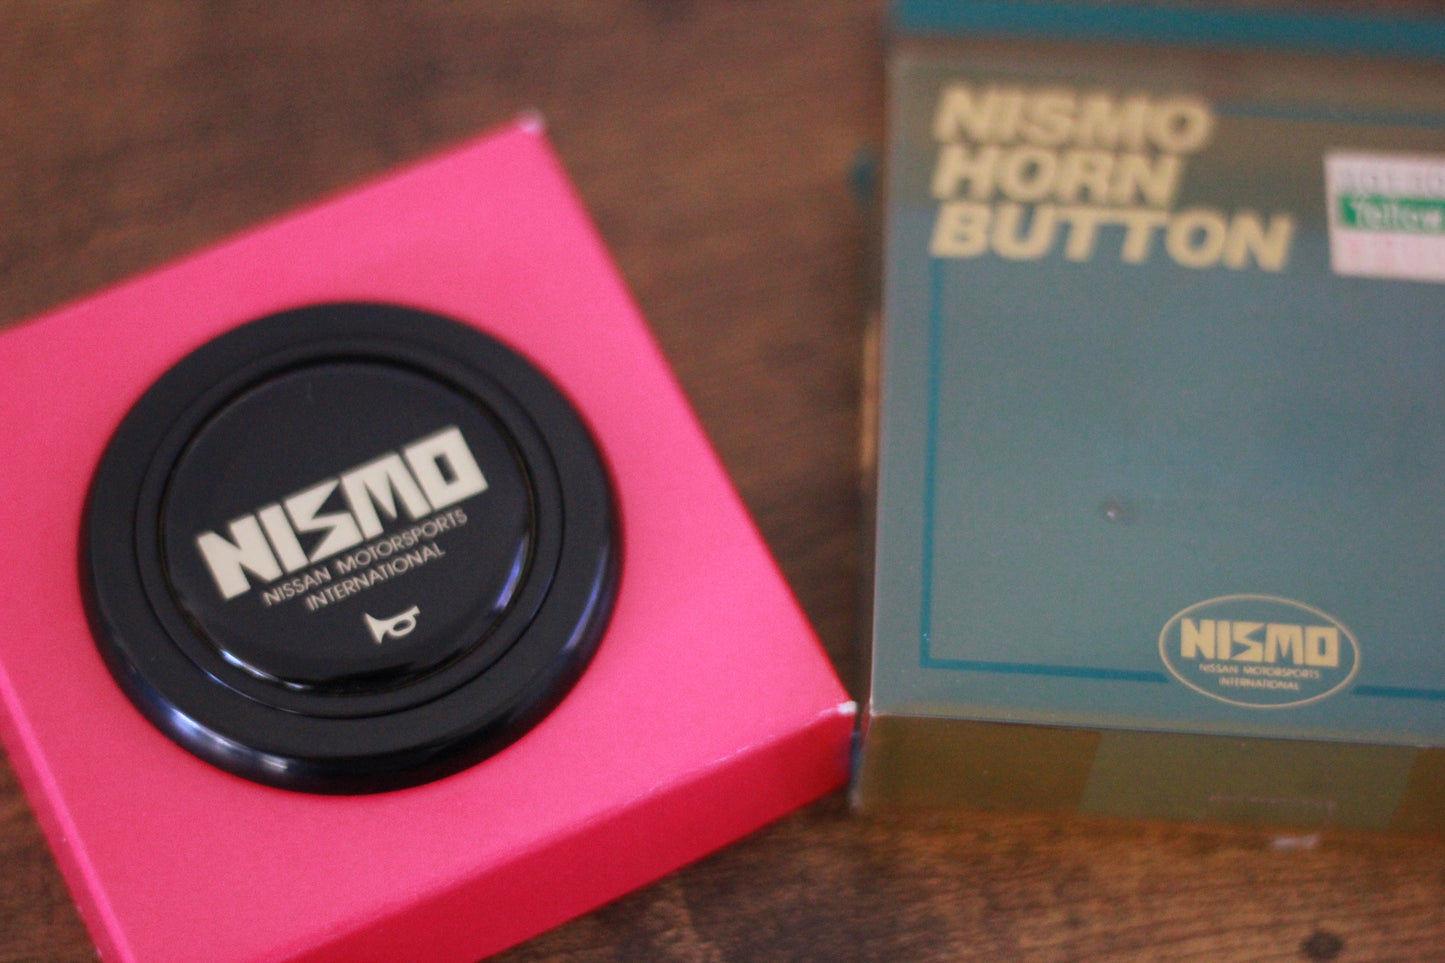 NISMO
NISSAN MOTORSPORTS
INTERNATIONAL
NISMO
HORN
BUTTON
Yellow
NISMO
NISSAN MOTORSPORTS
INTERNATIONAL